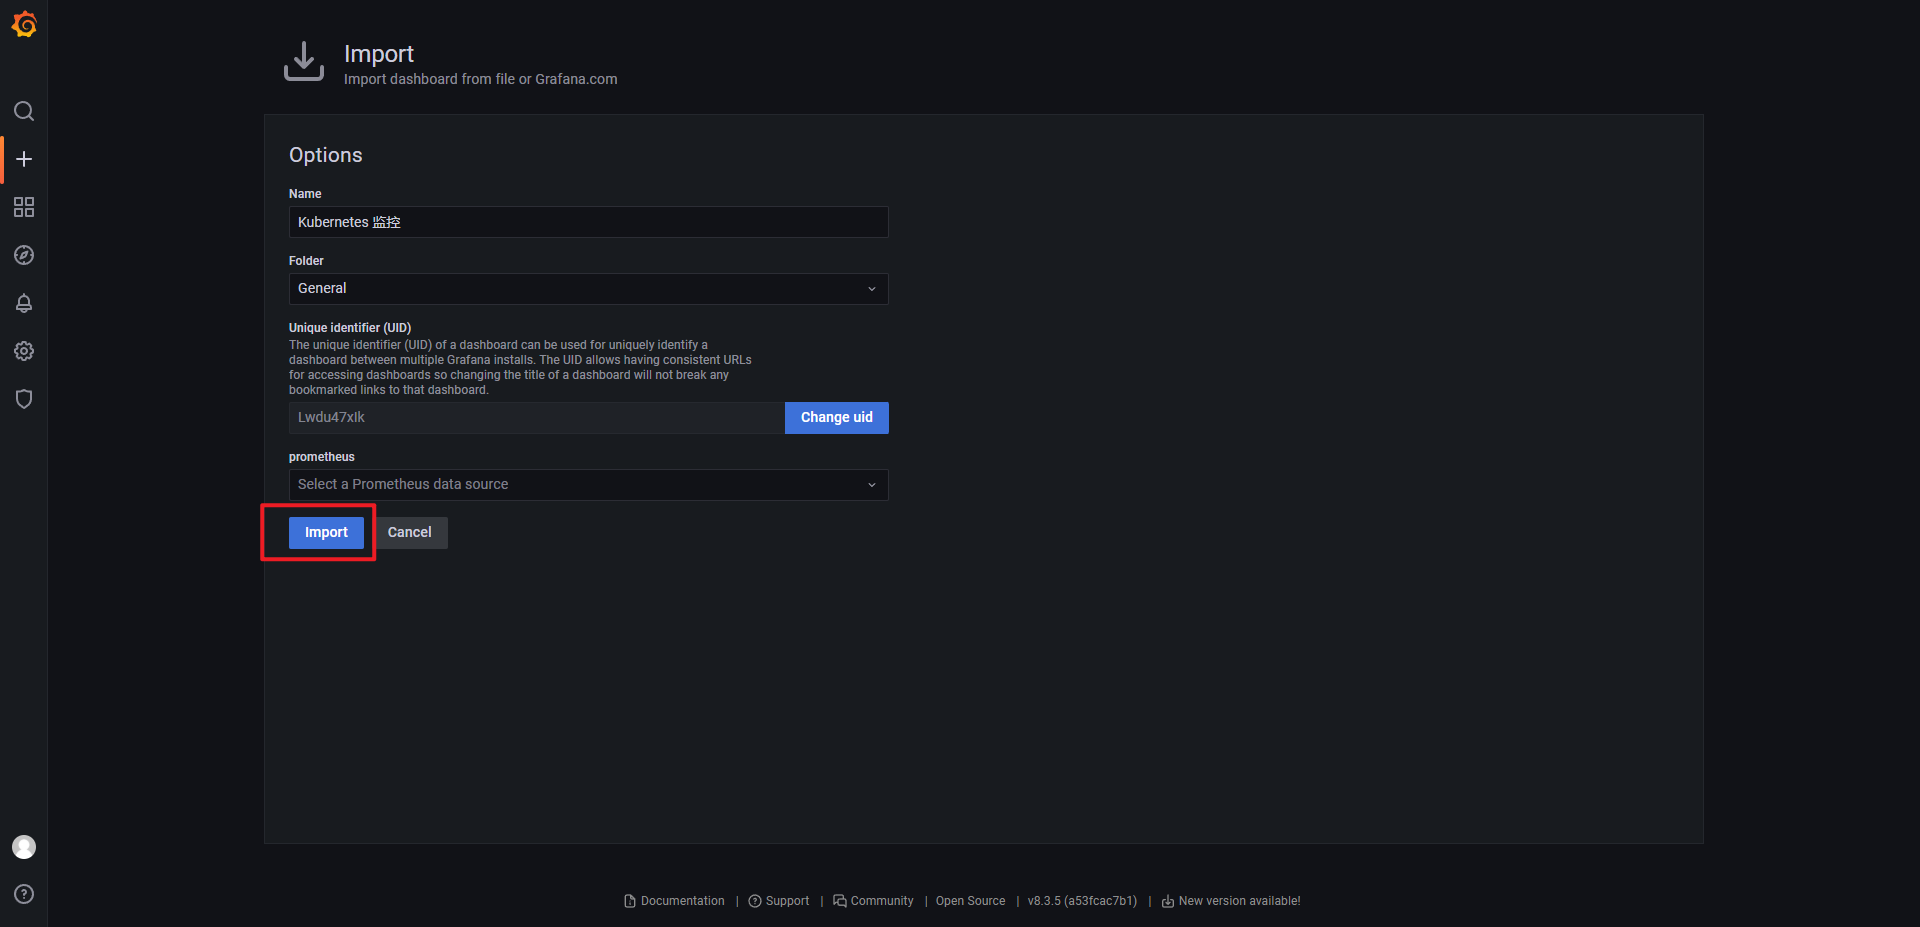 Import
Import dashboard from file or Grafana.com
Options
Name
Kubernetes 监控
Folder
General
Unique identifier (UID)
The unique identifier (UID) of a dashboard can be used for uniquely identify a
dashboard between multiple Grafana installs. The UID allows having consistent URLs
for accessing dashboards so changing the title of a dashboard will not break any
bookmarked links to that dashboard.
Lwdu47xIk
Change uid
prometheus
Select a Prometheus data source
Import
Cancel
Documentation | Support | Community | Open Source | v8.3.5 (a53fcac7b1) | New version available!